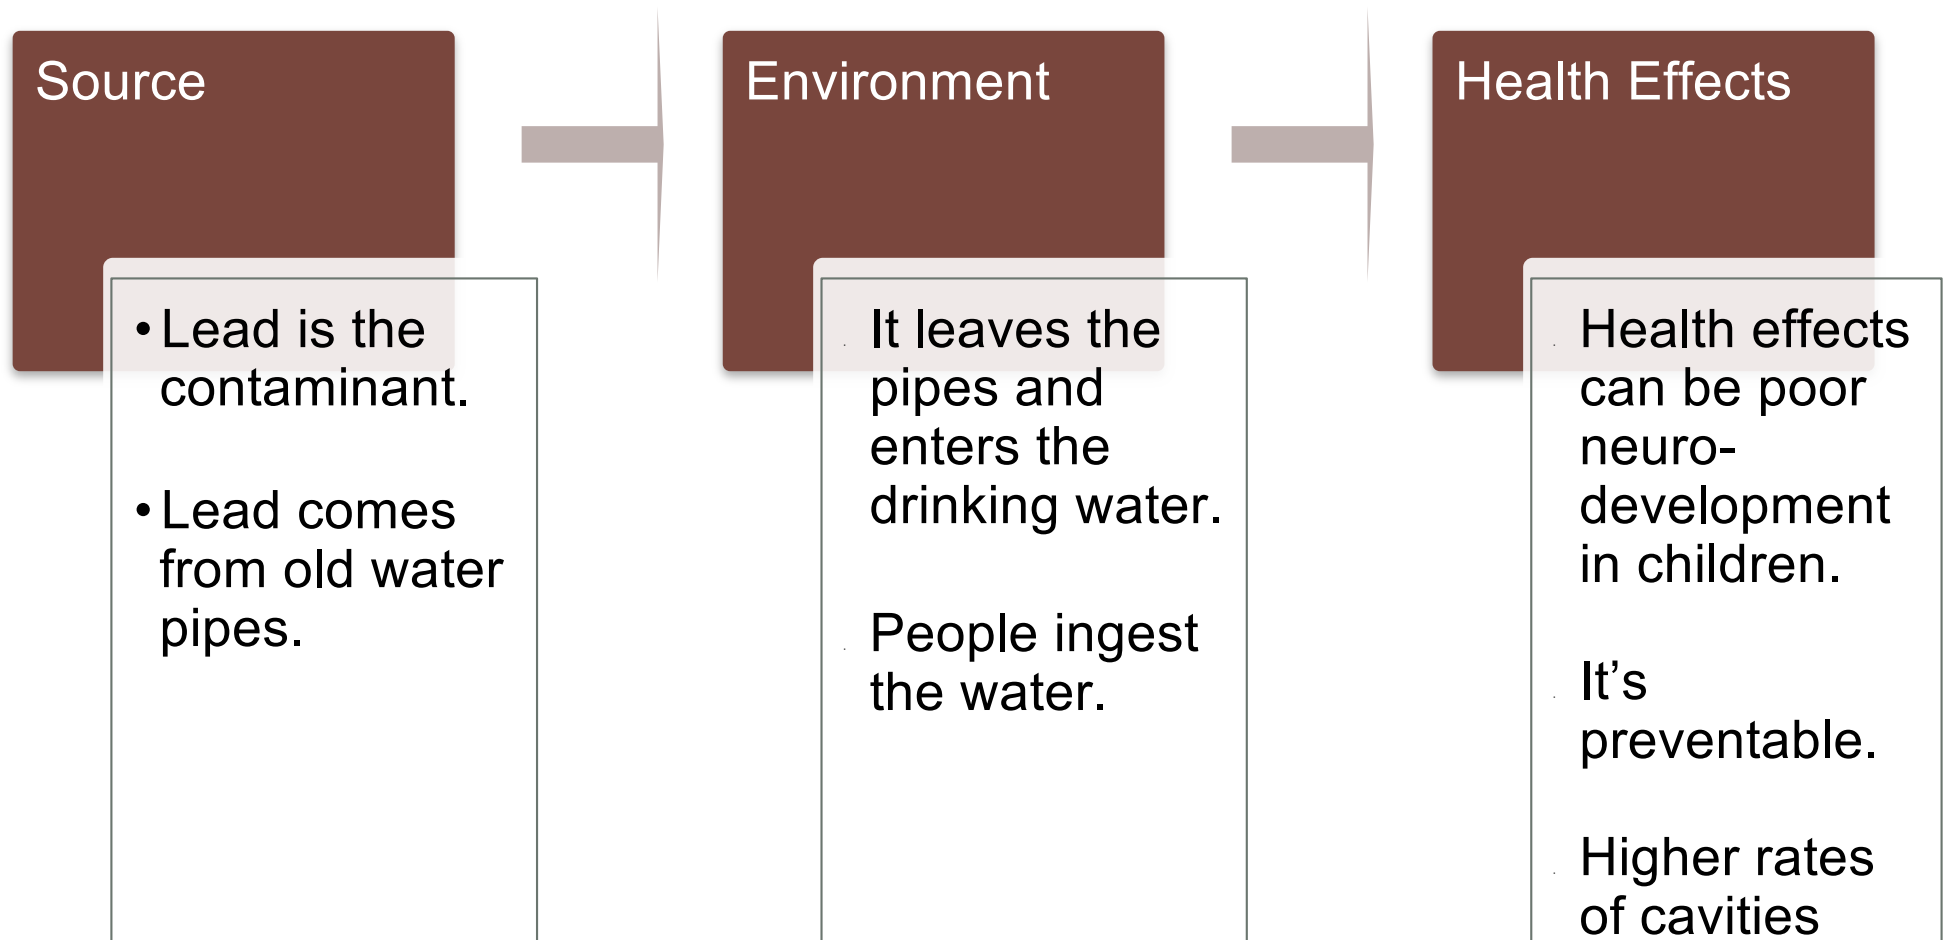 Source
• Lead is the
contaminant.
• Lead comes
from old water
pipes.
Environment
. It leaves the
pipes and
enters the
drinking water.
. People ingest
the water.
Health Effects
. Health effects
can be poor
neuro-
development
in children.
. It’s
preventable.
. Higher rates
of cavities